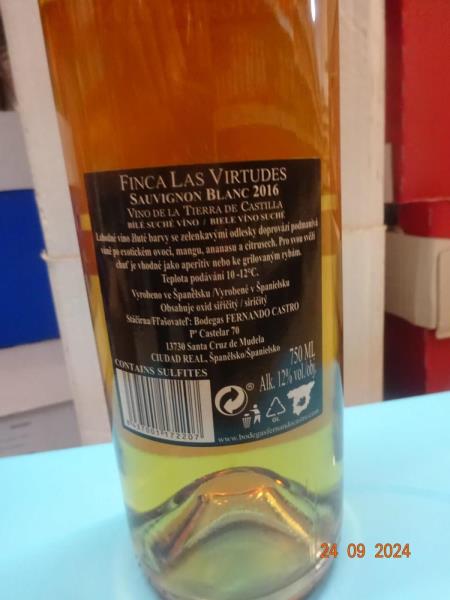 FINCA LAS VIRTUDES
SAUVIGNON BLANC 2016
VINO DE LA TIERRA DE CASTILLA
BÍLÉ SUCHÉ VÍNO / BIELE VÍNO SUCHÉ
Lahodné víno žluté barvy se zelenkavými odlesky doprovází podmanivá
vůně po exotickém ovoci, mangu, ananasu a citrusech. Pro svou svěží
chuť je vhodné jako aperitiv nebo ke grilovaným rybám.
Teplota podávání 10 -12°C.
Vyrobeno ve Španělsku /Vyrobené v Španielsku
Obsahuje oxid siřičitý / siričitý
Stáčírna/Fľašovateľ: Bodegas FERNANDO CASTRO
Pº Castelar 70
13730 Santa Cruz de Mudela
CIUDAD REAL, Španělsko/Španielsko
CONTAINS SULFITES
750 ML
Alk. 12% vol./obj.
GL
www.bodegasfernandocastro.com
24 09 2024